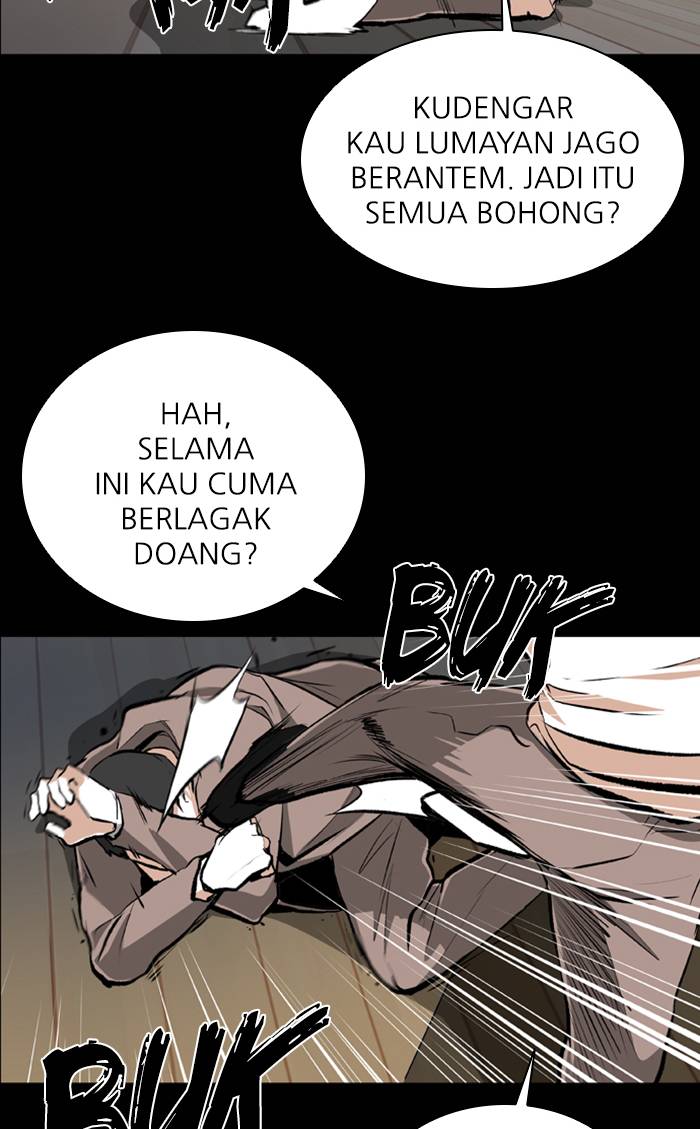 KUDENGAR
KAU LUMAYAN JAGO
BERANTEM. JADI ITU
SEMUA BOHONG?
HAH,
SELAMA
INI KAU CUMA
BERLAGAK
DOANG?
BUK
BUK